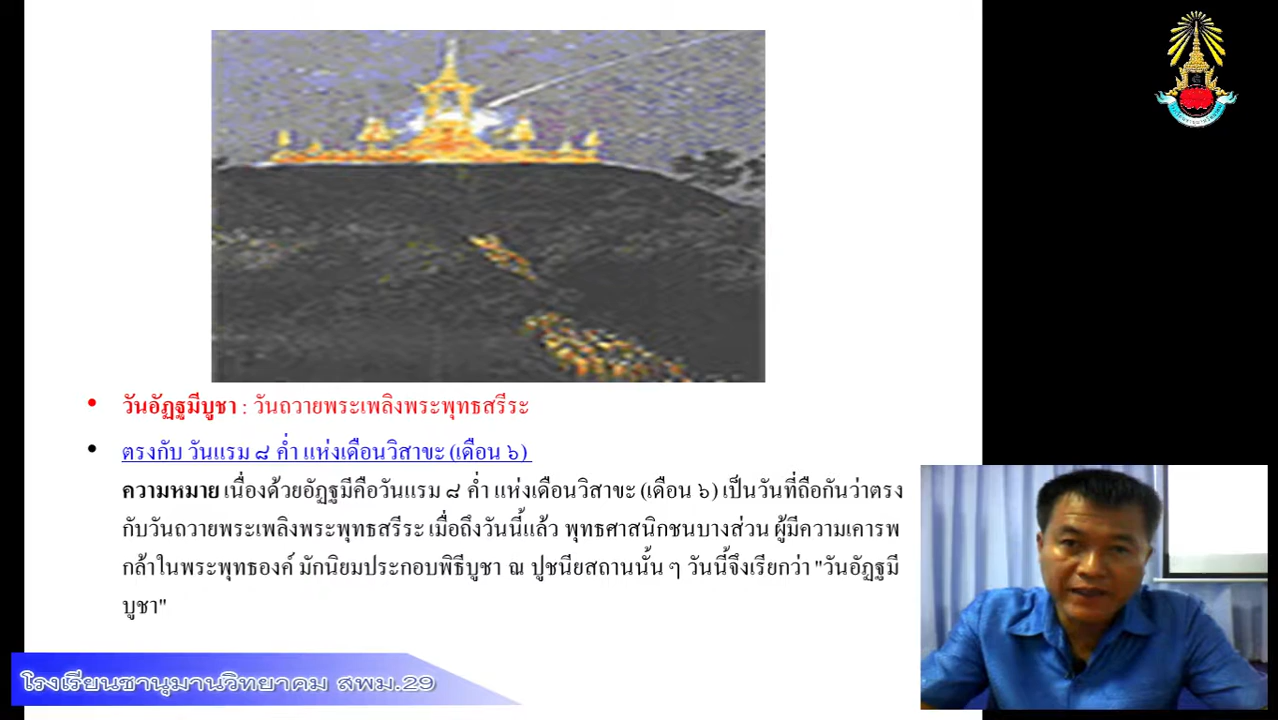 • วันอัฏฐมีบูชา : วันถวายพระเพลิงพระพุทธสรีระ
• ตรงกับ วันแรม ๘ ค่ำ แห่งเดือนวิสาขะ (เดือน ๖)
ความหมาย เนื่องด้วยอัฏฐมีคือวันแรม ๘ ค่ำ แห่งเดือนวิสาขะ (เดือน ๖) เป็นวันที่ถือกันว่าตรง
กับวันถวายพระเพลิงพระพุทธสรีระ เมื่อถึงวันนี้แล้ว พุทธศาสนิกชนบางส่วน ผู้มีความเคารพ
กล้าในพระพุทธองค์ มักนิยมประกอบพิธีบูชา ณ ปูชนียสถานนั้น ๆ วันนี้จึงเรียกว่า "วันอัฏฐมี
บูชา"
โรงเรียนชานุมานวิทยาคม สพม.29